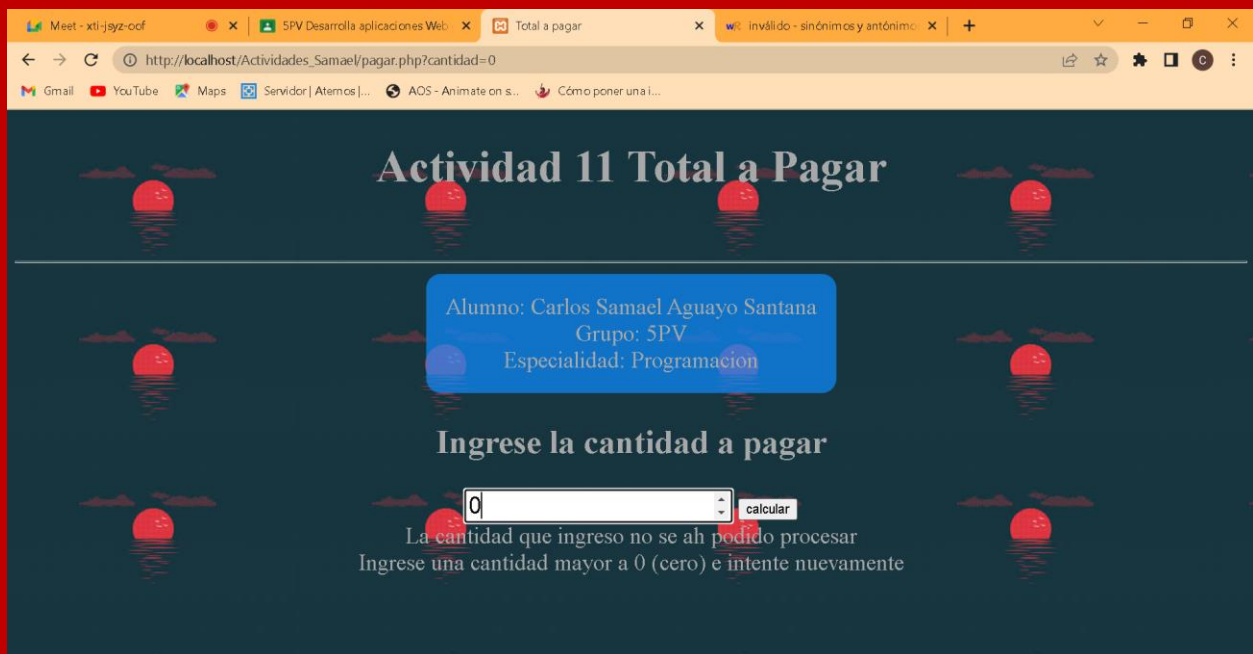 Meet - xti-jsyz-oof
5PV Desarrolla aplicaciones Web
Total a pagar
wR inválido - sinónimos y antónimo
http://localhost/Actividades_Samael/pagar.php?cantidad=0
C
Gmail YouTube Maps Servidor | Aternos |... AOS - Animate on s... Cómo poner una i...
Actividad 11 Total a Pagar
Alumno: Carlos Samael Aguayo Santana
Grupo: 5PV
Especialidad: Programacion
Ingrese la cantidad a pagar
0 calcular
La cantidad que ingreso no se ah podido procesar
Ingrese una cantidad mayor a 0 (cero) e intente nuevamente